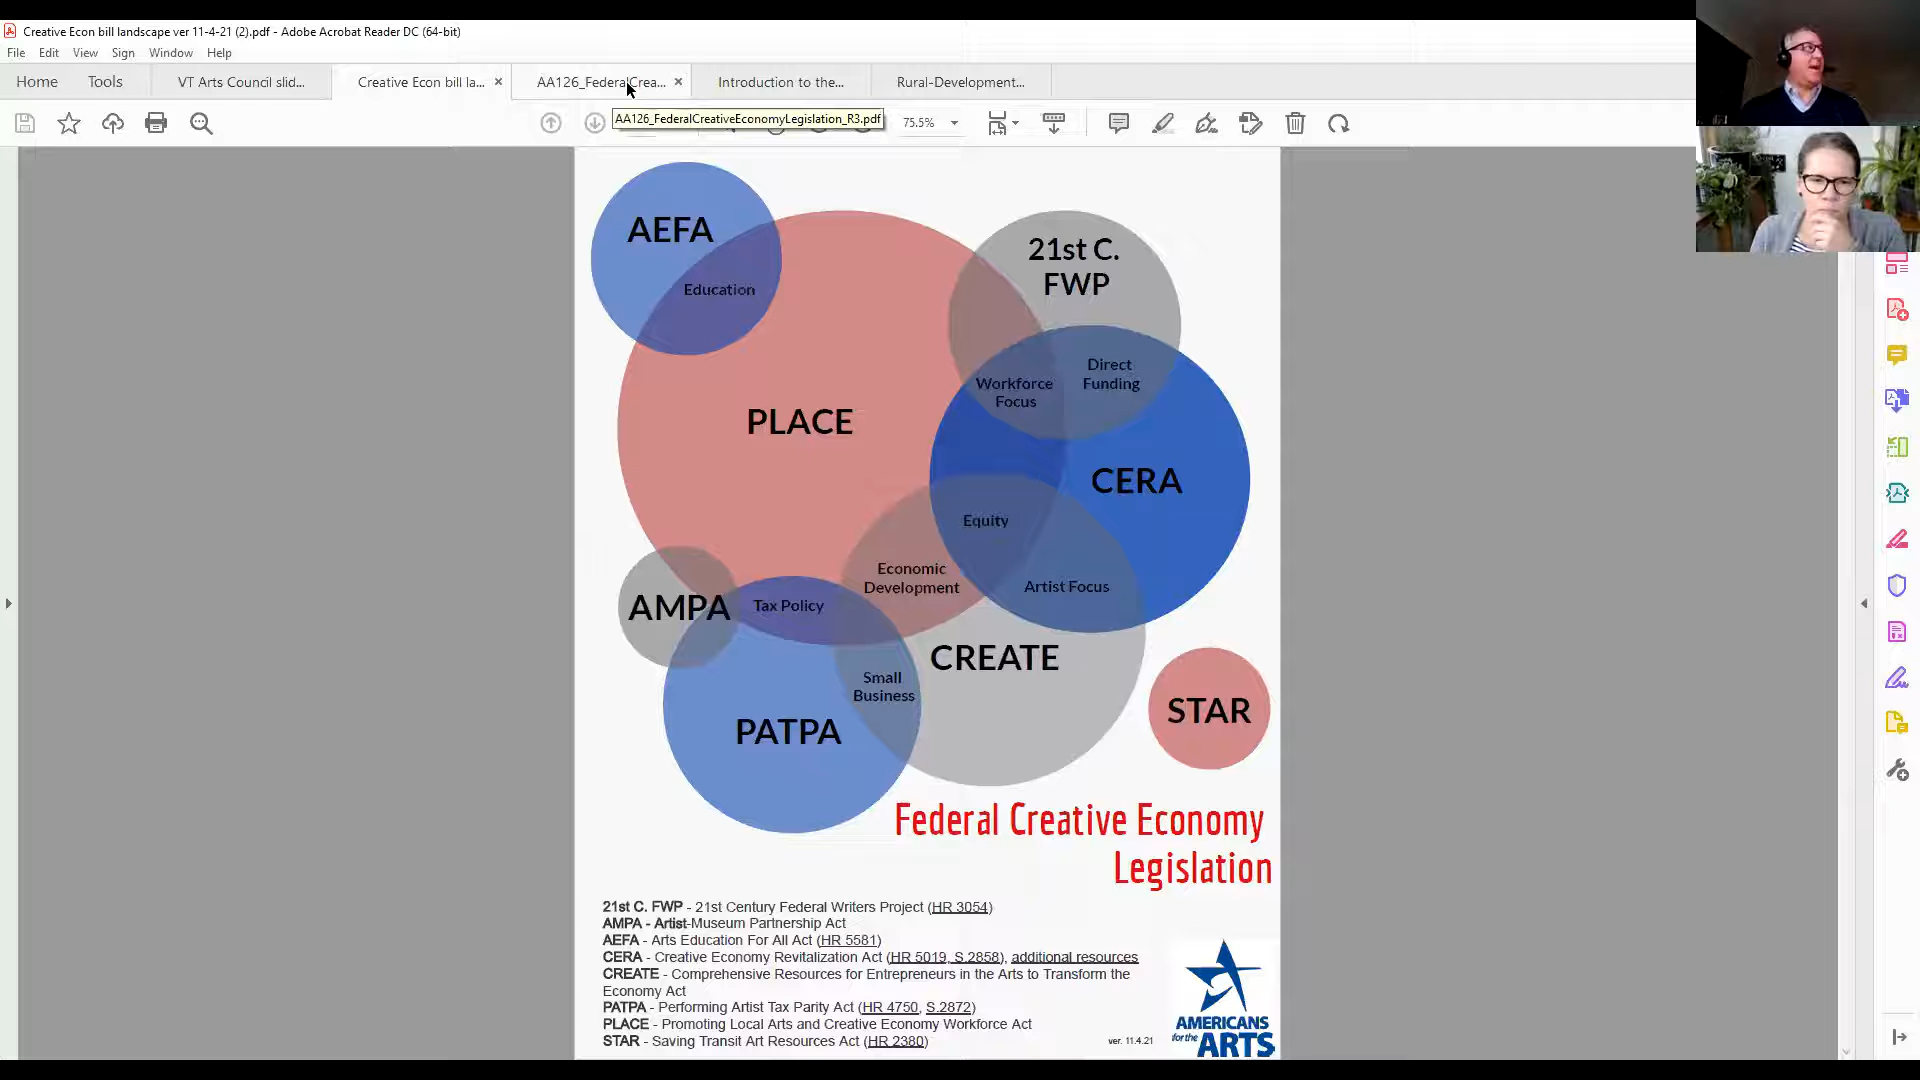 Creative Econ bill landscape ver 11-4-21 (2).pdf - Adobe Acrobat Reader DC (64-bit)
File Edit View Sign Window Help
Home Tools VT Arts Council slid... Creative Econ bill la... × AA126_FederalCrea... × Introduction to the... Rural-Development...
AA126_FederalCreativeEconomyLegislation_R3.pdf
75.5%
AEFA
Education
21st C.
FWP
Direct
Funding
Workforce
Focus
PLACE
CERA
Equity
Economic
Development
Artist Focus
AMPA
Tax Policy
CREATE
Small
Business
PATPA
STAR
Federal Creative Economy
Legislation
21st C. FWP - 21st Century Federal Writers Project (HR 3054)
AMPA - Artist-Museum Partnership Act
AEFA - Arts Education For All Act (HR 5581)
CERA - Creative Economy Revitalization Act (HR 5019, S.2858), additional resources
CREATE - Comprehensive Resources for Entrepreneurs in the Arts to Transform the
Economy Act
PATPA - Performing Artist Tax Parity Act (HR 4750, S.2872)
PLACE - Promoting Local Arts and Creative Economy Workforce Act
STAR - Saving Transit Art Resources Act (HR 2380)
ver. 11.4.21
AMERICANS
for the ARTS